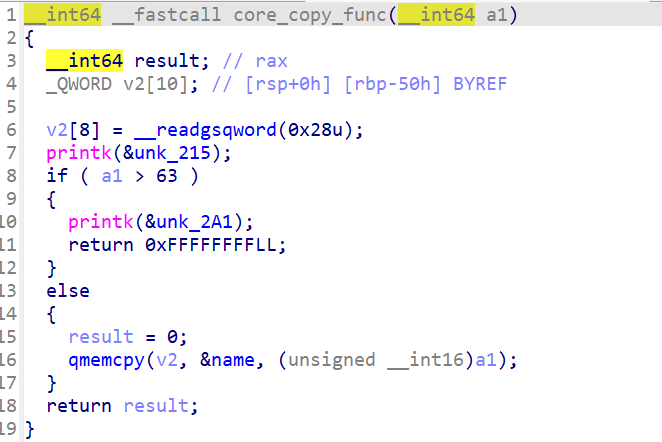 1 __int64 __fastcall core_copy_func(__int64 a1)
2 {
3   __int64 result; // rax
4   _QWORD v2[10]; // [rsp+0h] [rbp-50h] BYREF
5
6   v2[8] = __readgsqword(0x28u);
7   printk(&unk_215);
8   if ( a1 > 63 )
9   {
10     printk(&unk_2A1);
11     return 0xFFFFFFFFLL;
12   }
13   else
14   {
15     result = 0;
16     qmemcpy(v2, &name, (unsigned __int16)a1);
17   }
18   return result;
19 }